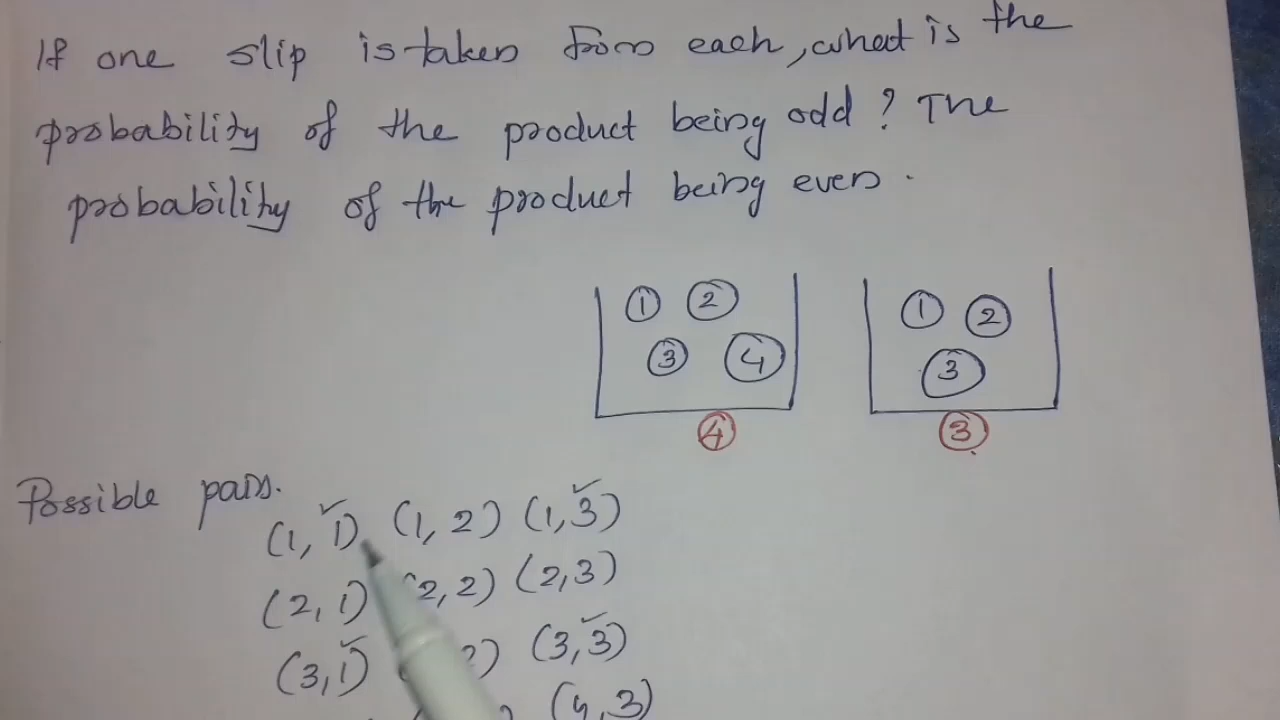 If one slip is taken from each, what is the
probability of the product being odd? The
probability of the product being even.
1 2
3 4
4
1 2
3
3
Possible pairs.
(1, 1) (1, 2) (1, 3)
(2, 1) 2, 2) (2, 3)
(3, 1) ( 2) (3, 3)
(4, 3)